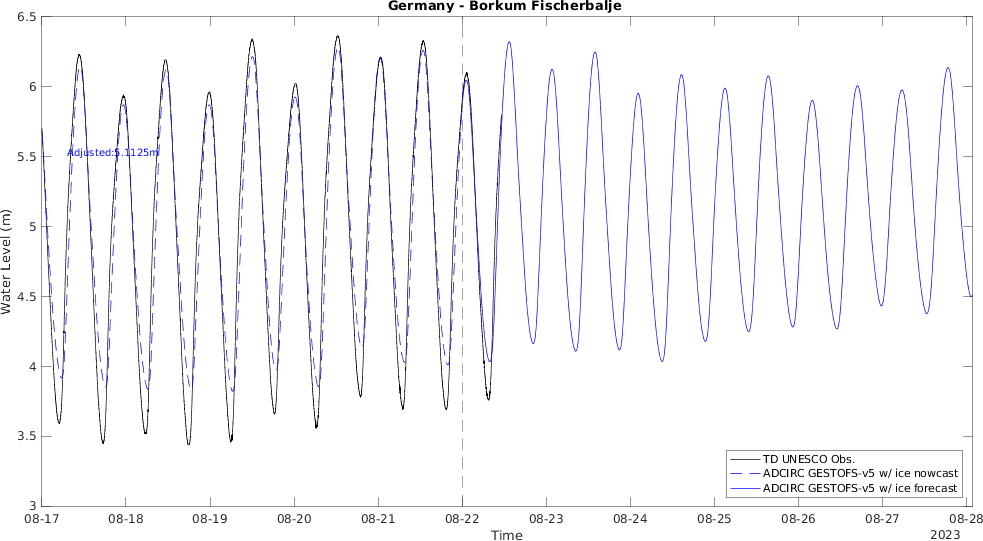 Germany - Borkum Fischerbalje
6.5
6
5.5
5
4.5
4
3.5
3
Water Level (m)
Adjusted:5.1125m
TD UNESCO Obs.
ADCIRC GESTOFS-v5 w/ ice nowcast
ADCIRC GESTOFS-v5 w/ ice forecast
08-17 08-18 08-19 08-20 08-21 08-22 08-23 08-24 08-25 08-26 08-27 08-28
Time
2023